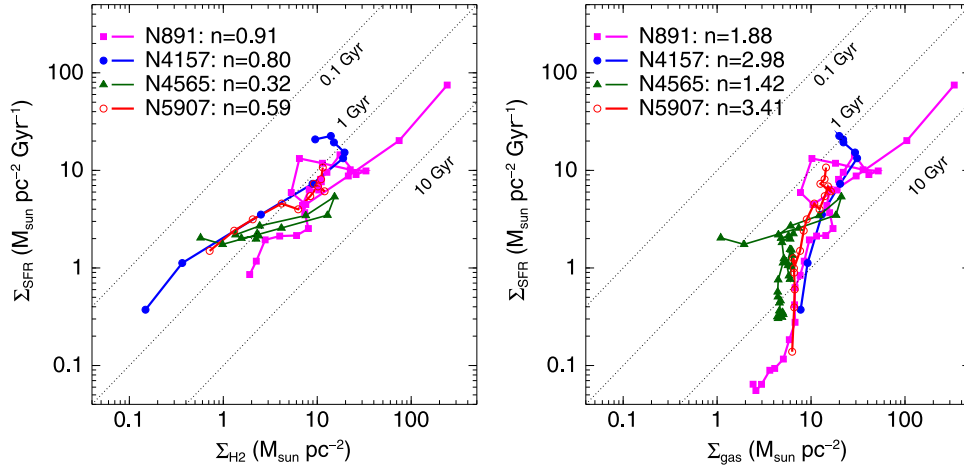 N891: n=0.91
N4157: n=0.80
N4565: n=0.32
N5907: n=0.59
0.1 Gyr
1 Gyr
10 Gyr
100
10
1
0.1
ΣSFR (Msun pc⁻² Gyr⁻¹)
0.1 1 10 100
ΣH2 (Msun pc⁻²)
N891: n=1.88
N4157: n=2.98
N4565: n=1.42
N5907: n=3.41
0.1 Gyr
1 Gyr
10 Gyr
100
10
1
0.1
ΣSFR (Msun pc⁻² Gyr⁻¹)
0.1 1 10 100
Σgas (Msun pc⁻²)